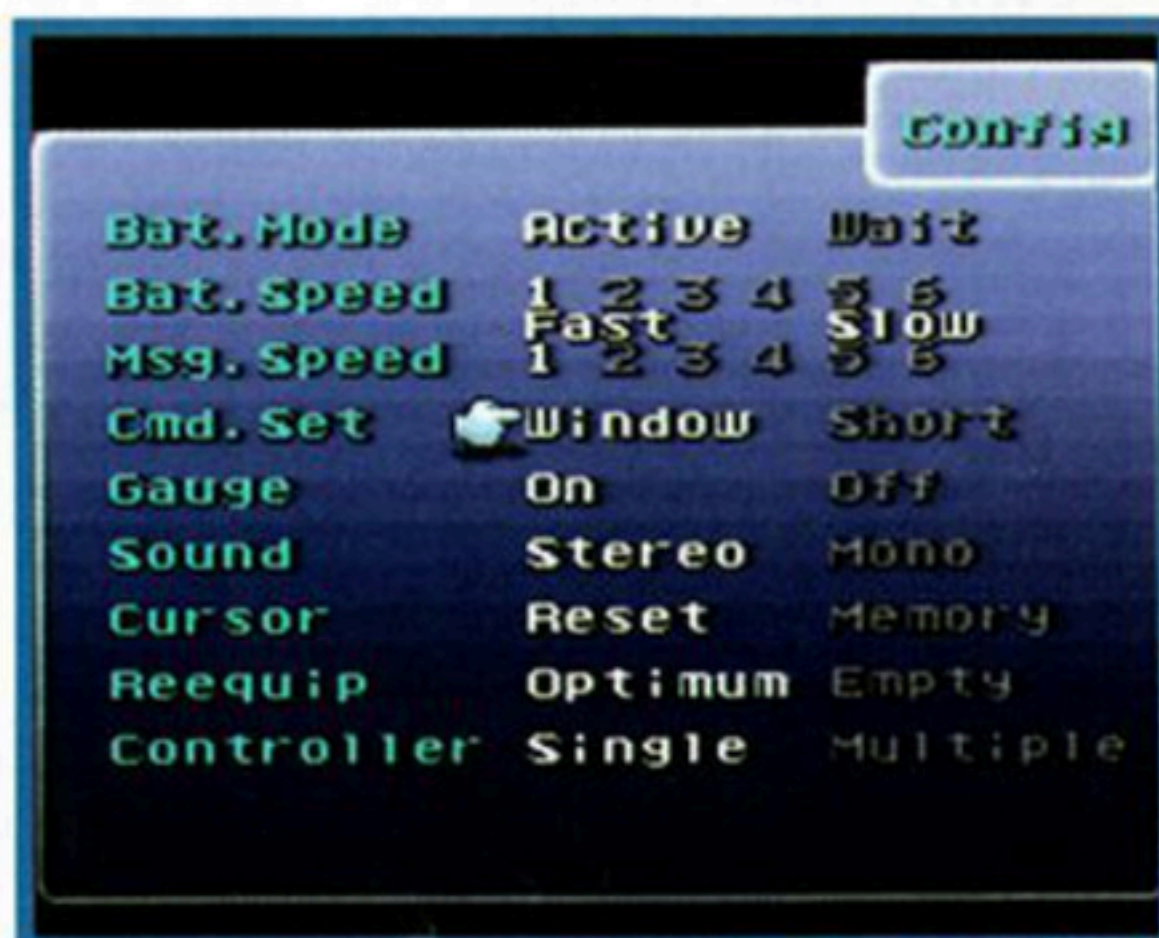 Config
Bat.Mode Active Wait
Bat.Speed 1 2 3 4 5 6
Fast Slow
Msg.Speed 1 2 3 4 5 6
Cmd.Set Window Short
Gauge On Off
Sound Stereo Mono
Cursor Reset Memory
Reequip Optimum Empty
Controller Single Multiple